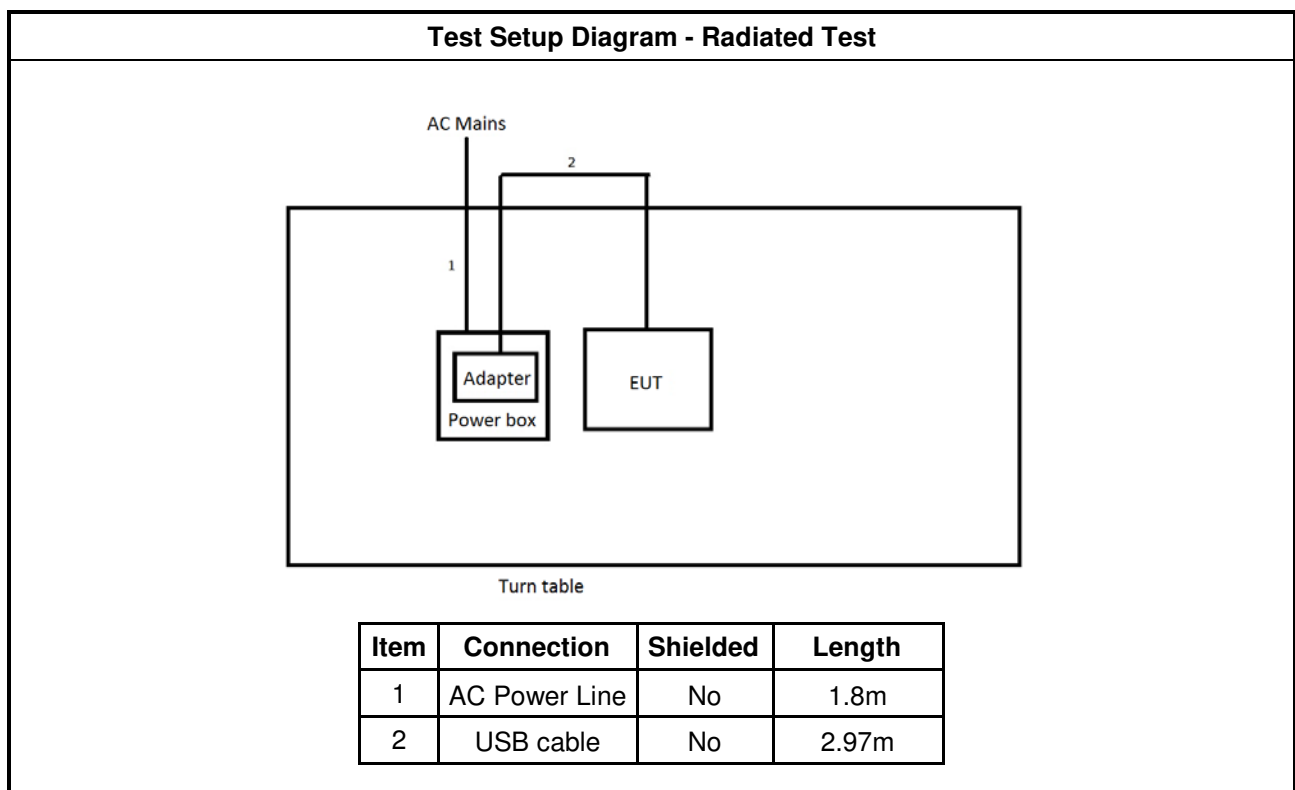 Test Setup Diagram - Radiated Test
AC Mains
2
1
Adapter
Power box
EUT
Turn table
Item Connection Shielded Length
1 AC Power Line No 1.8m
2 USB cable No 2.97m